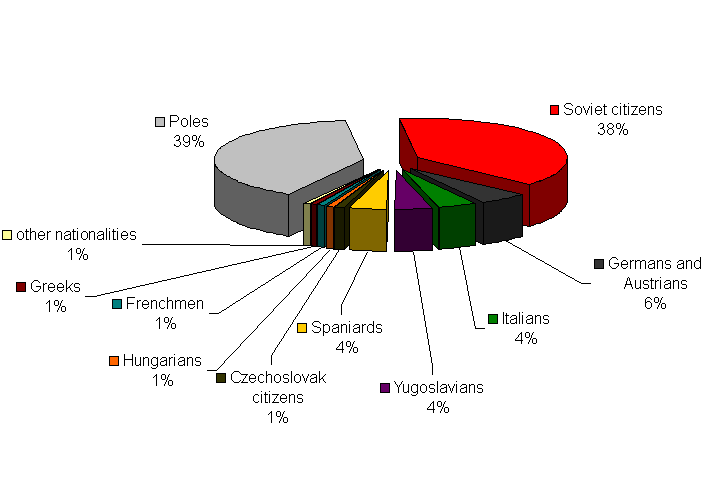 Poles
39%
Soviet citizens
38%
other nationalities
1%
Greeks
1%
Frenchmen
1%
Hungarians
1%
Czechoslovak
citizens
1%
Spaniards
4%
Yugoslavians
4%
Italians
4%
Germans and
Austrians
6%